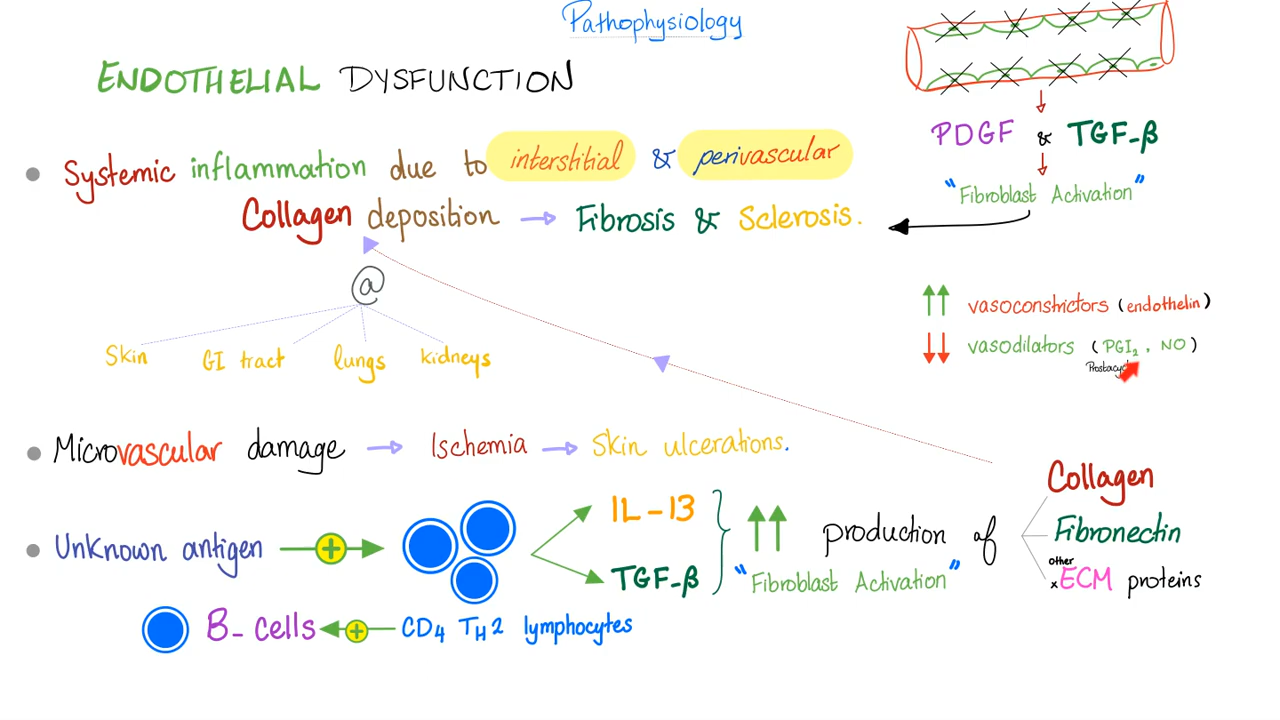 Pathophysiology
ENDOTHELIAL DYSFUNCTION
PDGF & TGF-β
"Fibroblast Activation"
• Systemic inflammation due to interstitial & perivascular
Collagen deposition → Fibrosis & Sclerosis.
@
Skin GI tract lungs kidneys
↑↑ vasoconstrictors (endothelin)
↓↓ vasodilators (PGI₂, NO)
• Microvascular damage → Ischemia → Skin ulcerations.
• Unknown antigen
IL-13
TGF-β
↑↑ production of
"Fibroblast Activation"
Collagen
Fibronectin
other
x ECM proteins
B-cells ← + CD4 TH2 lymphocytes